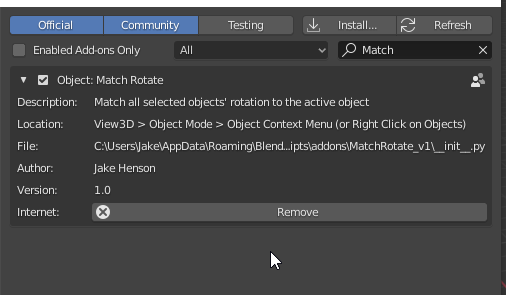 Official Community Testing Install... Refresh
Enabled Add-ons Only All Match
Object: Match Rotate
Description: Match all selected objects' rotation to the active object
Location: View3D > Object Mode > Object Context Menu (or Right Click on Objects)
File: C:\Users\Jake\AppData\Roaming\Blend...ipts\addons\MatchRotate_v1\__init__.py
Author: Jake Henson
Version: 1.0
Internet: Remove